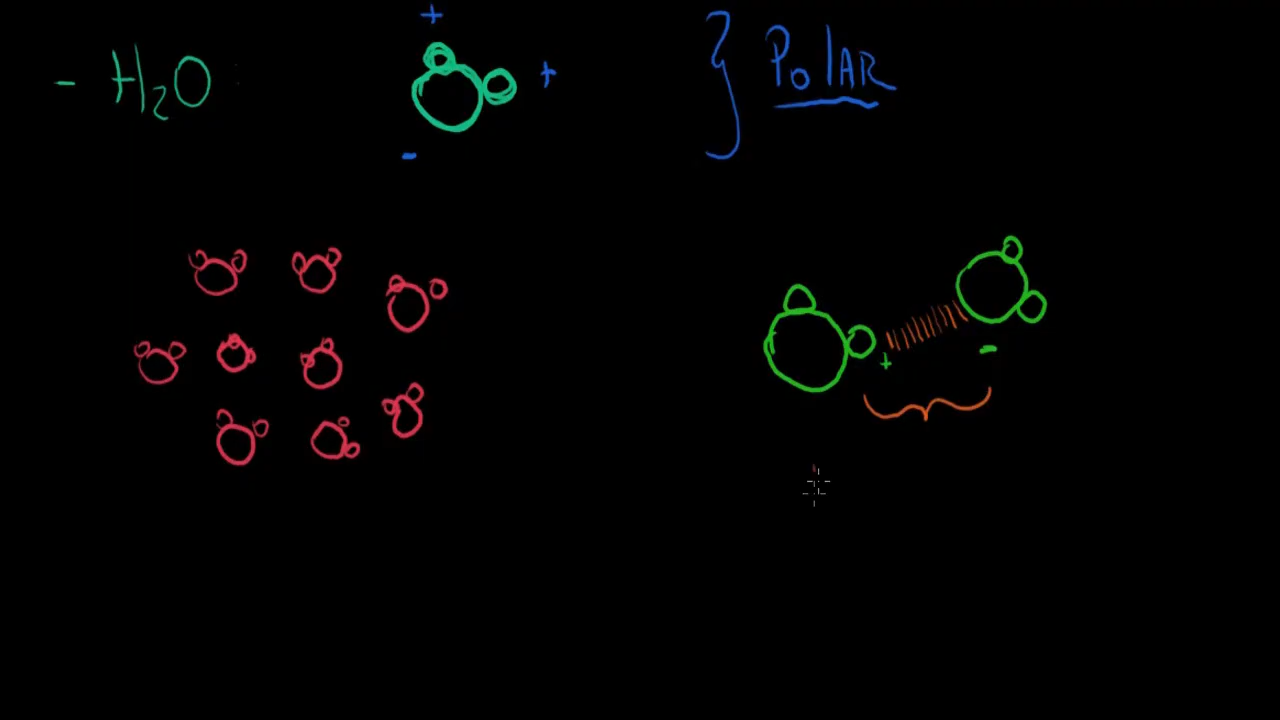 +
- H₂O : + } PolAR
-
+ -